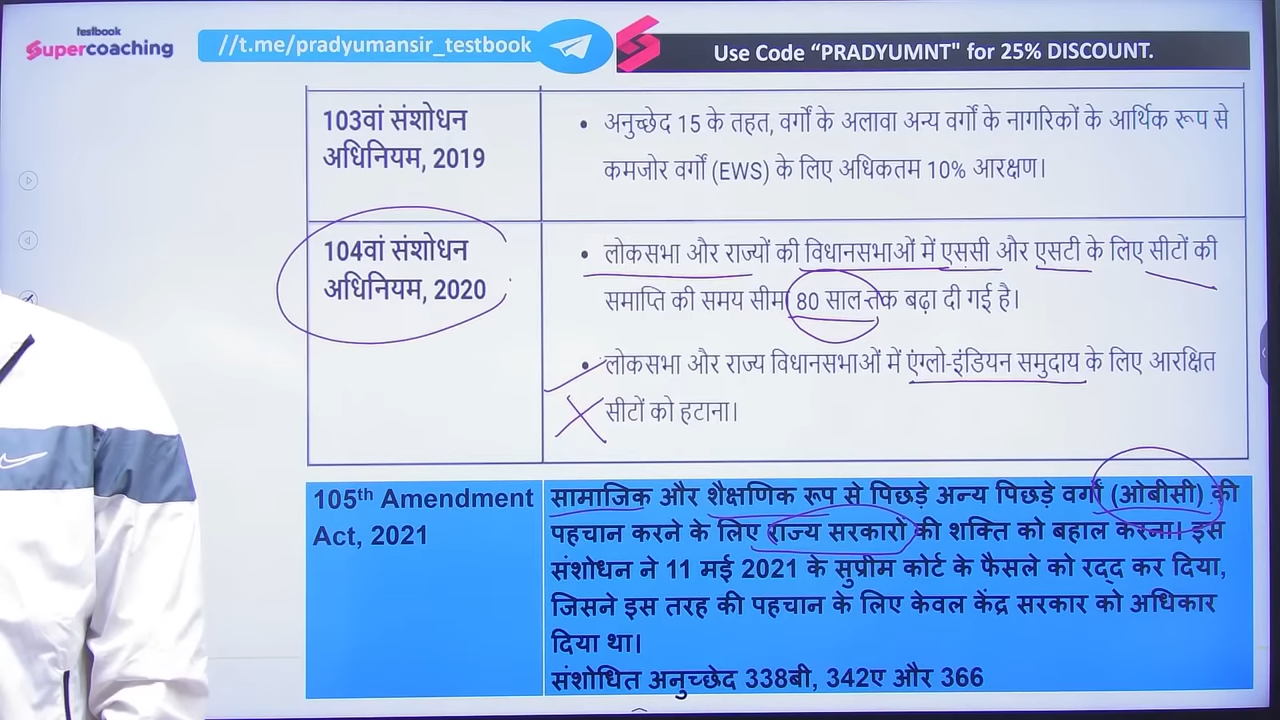 testbook
Supercoaching
//t.me/pradyumansir_testbook
Use Code “PRADYUMNT" for 25% DISCOUNT.
103वां संशोधन
अधिनियम, 2019
• अनुच्छेद 15 के तहत, वर्गों के अलावा अन्य वर्गों के नागरिकों के आर्थिक रूप से
कमजोर वर्गों (EWS) के लिए अधिकतम 10% आरक्षण।
104वां संशोधन
अधिनियम, 2020
• लोकसभा और राज्यों की विधानसभाओं में एससी और एसटी के लिए सीटों की
समाप्ति की समय सीमा 80 साल तक बढ़ा दी गई है।
• लोकसभा और राज्य विधानसभाओं में एंग्लो-इंडियन समुदाय के लिए आरक्षित
सीटों को हटाना।
105th Amendment
Act, 2021
सामाजिक और शैक्षणिक रूप से पिछड़े अन्य पिछड़े वर्गों (ओबीसी) की
पहचान करने के लिए राज्य सरकारों की शक्ति को बहाल करना। इस
संशोधन ने 11 मई 2021 के सुप्रीम कोर्ट के फैसले को रद्द कर दिया,
जिसने इस तरह की पहचान के लिए केवल केंद्र सरकार को अधिकार
दिया था।
संशोधित अनुच्छेद 338बी, 342ए और 366